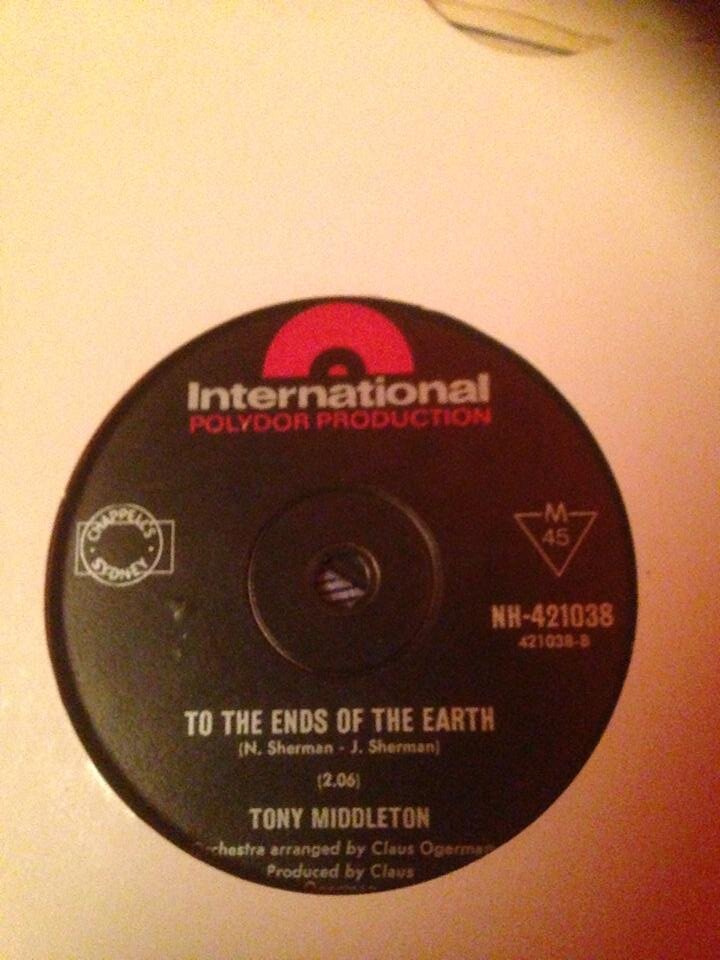 International
POLYDOR PRODUCTION
CHAPPELL'S
SYDNEY
M
45
NH-421038
421038-B
TO THE ENDS OF THE EARTH
(N. Sherman - J. Sherman)
(2.06)
TONY MIDDLETON
Orchestra arranged by Claus Ogerman
Produced by Claus
Ogerman